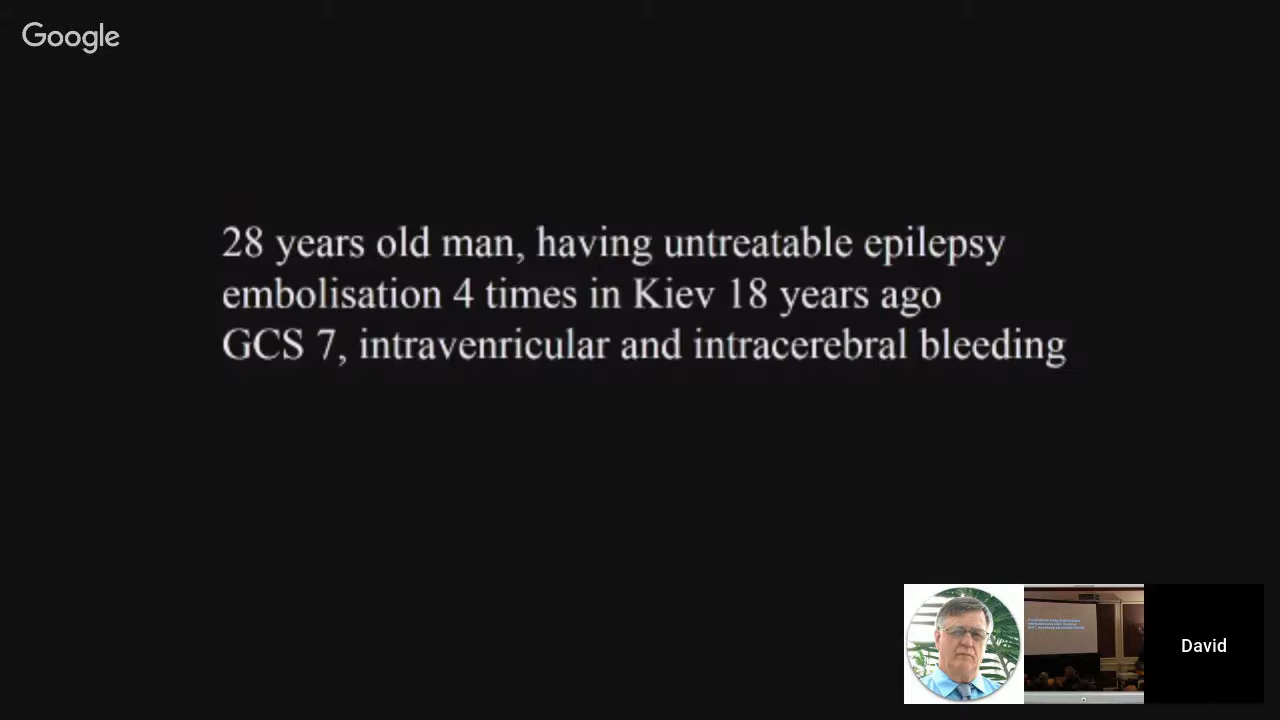 Google
28 years old man, having untreatable epilepsy
embolisation 4 times in Kiev 18 years ago
GCS 7, intravenricular and intracerebral bleeding
David